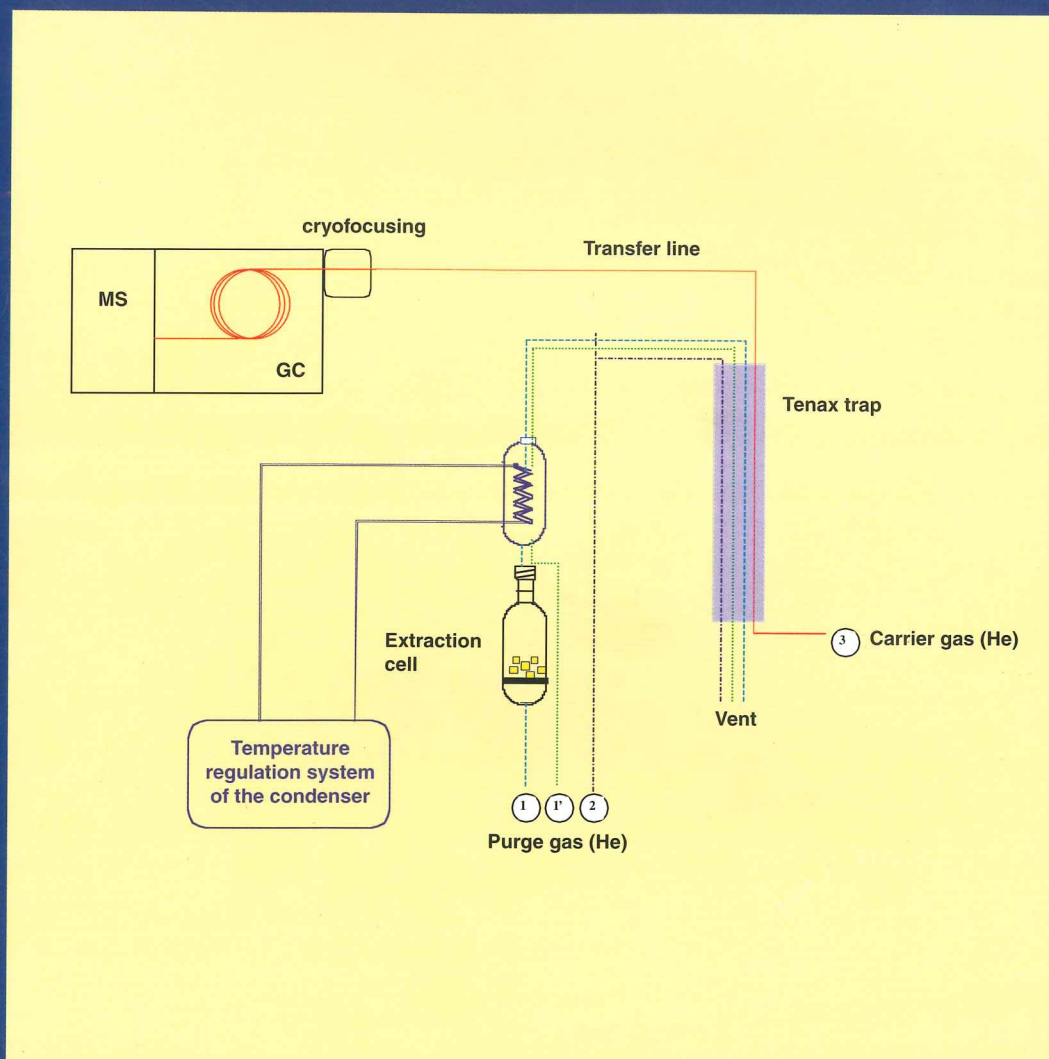 cryofocusing
Transfer line
MS
GC
Tenax trap
Extraction
cell
3 Carrier gas (He)
Vent
Temperature
regulation system
of the condenser
1 1' 2
Purge gas (He)